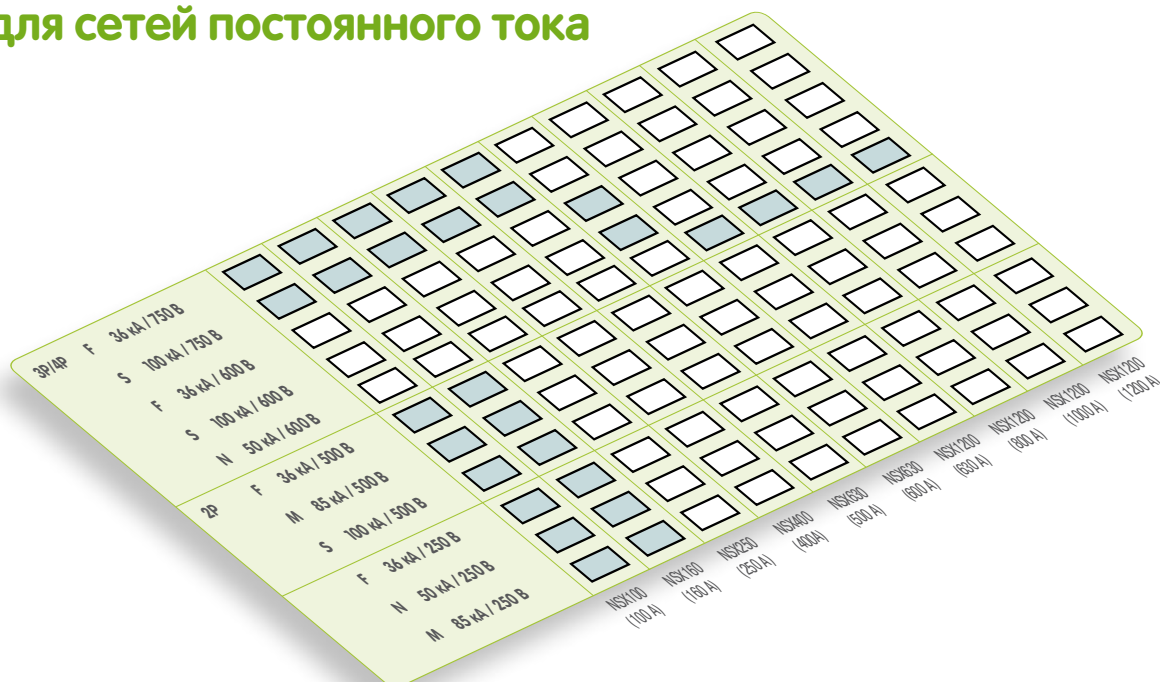 для сетей постоянного тока
3P/4P F 36 кА / 750 В
S 100 кА / 750 В
F 36 кА / 600 В
S 100 кА / 600 В
N 50 кА / 600 В
2P F 36 кА / 500 В
M 85 кА / 500 В
S 100 кА / 500 В
F 36 кА / 250 В
N 50 кА / 250 В
M 85 кА / 250 В
NSX100
(100 А)
NSX160
(160 А)
NSX250
(250 А)
NSX400
(400А)
NSX630
(500 А)
NSX630
(600 А)
NSX1200
(630 А)
NSX1200
(800 А)
NSX1200
(1000 А)
NSX1200
(1200 А)